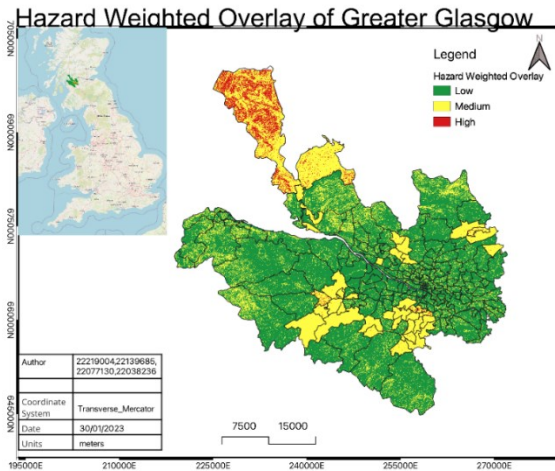 Hazard Weighted Overlay of Greater Glasgow
N
Legend
Hazard Weighted Overlay
Low
Medium
High
705000N
690000N
675000N
660000N
645000N
Author
22219004,22139685,
22077130,22038236
Coordinate
System
Transverse_Mercator
Date
30/01/2023
Units
meters
7500 15000
195000E 210000E 225000E 240000E 255000E 270000E